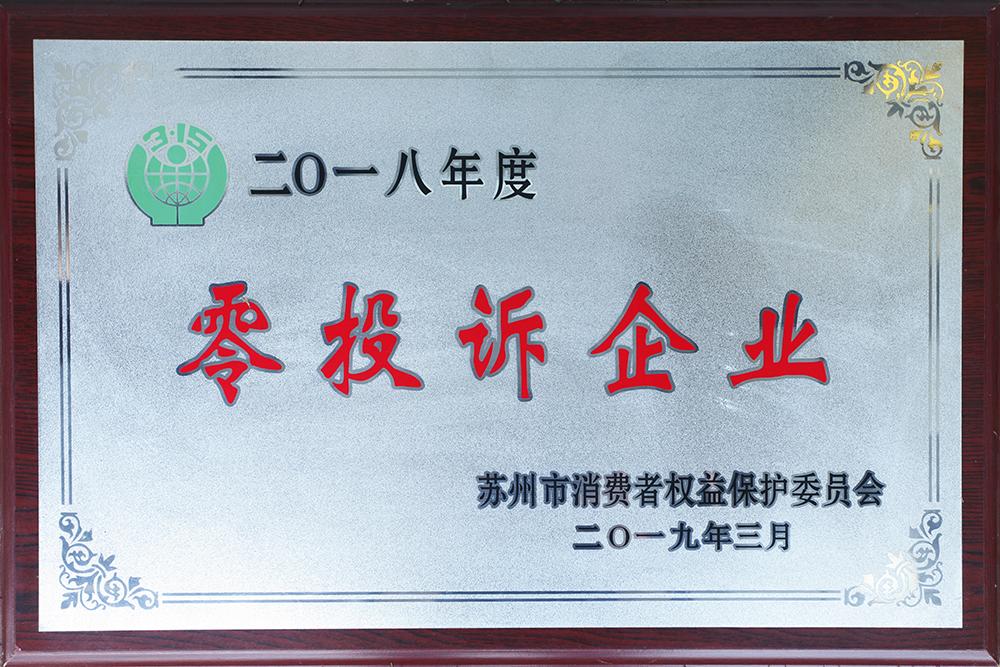 3·15
二〇一八年度
零投诉企业
苏州市消费者权益保护委员会
二〇一九年三月